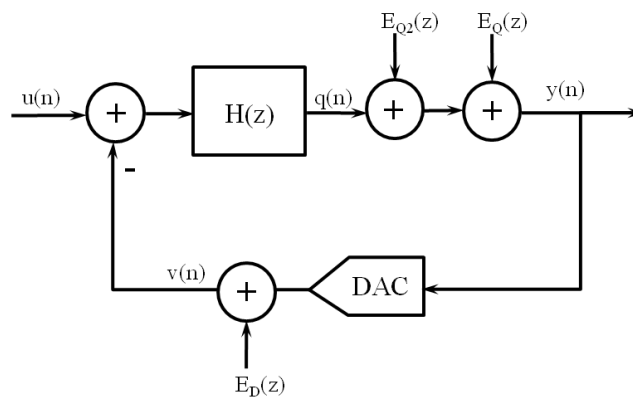 E_Q2(z)
E_Q(z)
u(n)
+
H(z)
q(n)
+
+
y(n)
-
v(n)
+
DAC
E_D(z)